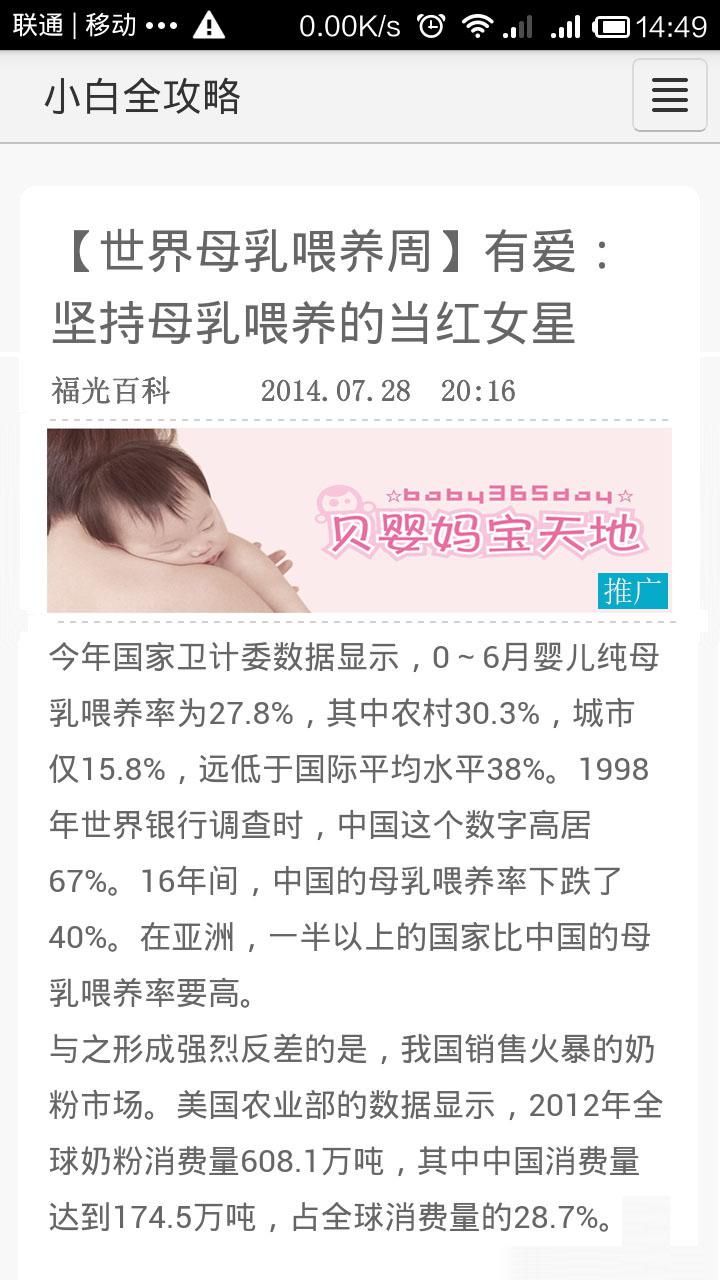 联通 | 移动 ••• 0.00K/s 14:49
小白全攻略
【世界母乳喂养周】有爱：
坚持母乳喂养的当红女星
福光百科 2014.07.28 20:16
☆baby365day☆
贝婴妈宝天地
推广
今年国家卫计委数据显示，0～6月婴儿纯母
乳喂养率为27.8%，其中农村30.3%，城市
仅15.8%，远低于国际平均水平38%。1998
年世界银行调查时，中国这个数字高居
67%。16年间，中国的母乳喂养率下跌了
40%。在亚洲，一半以上的国家比中国的母
乳喂养率要高。
与之形成强烈反差的是，我国销售火暴的奶
粉市场。美国农业部的数据显示，2012年全
球奶粉消费量608.1万吨，其中中国消费量
达到174.5万吨，占全球消费量的28.7%。